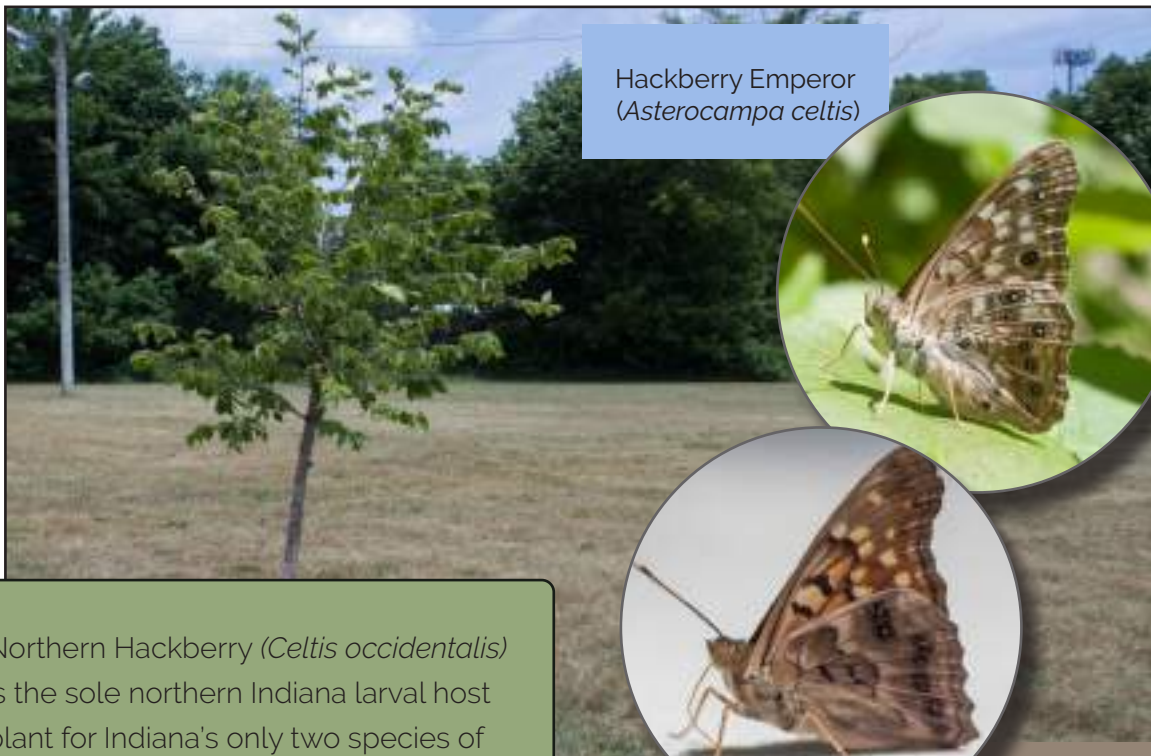 Hackberry Emperor
(Asterocampa celtis)
Northern Hackberry (Celtis occidentalis)
is the sole northern Indiana larval host
plant for Indiana's only two species of